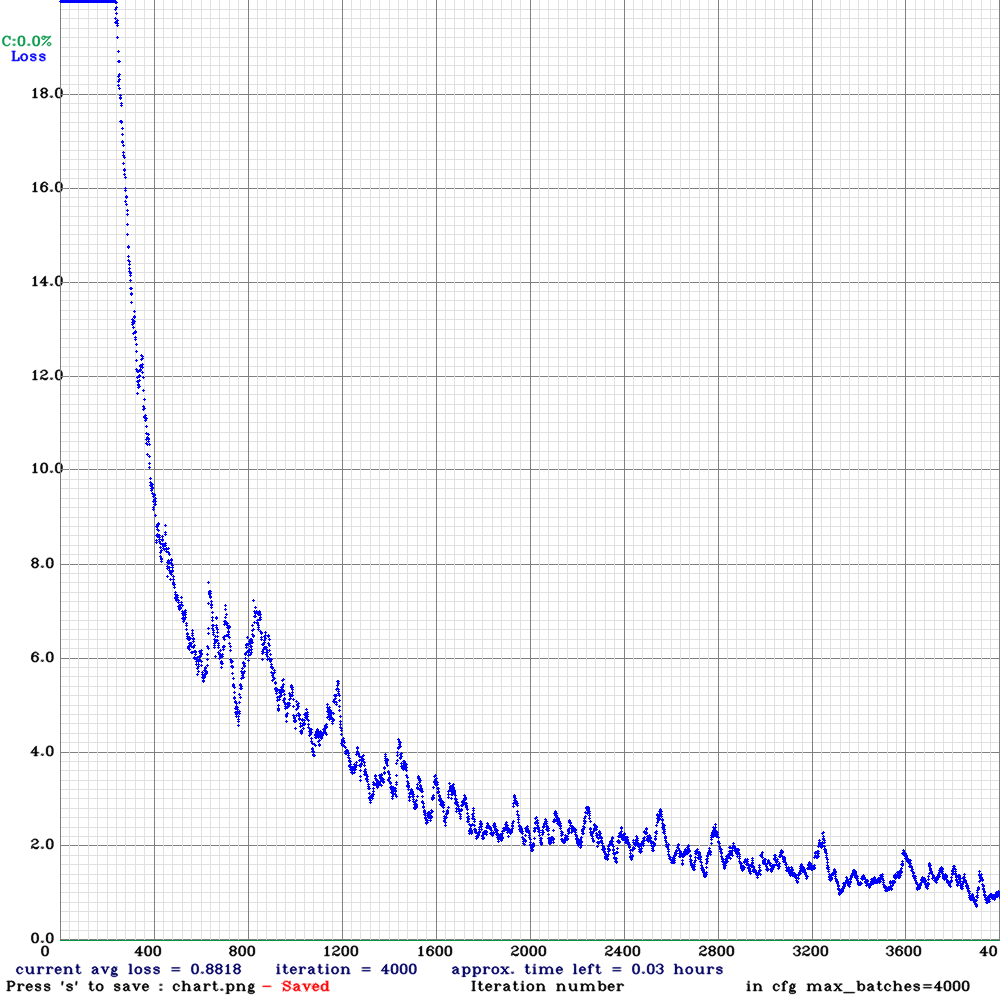 C:0.0%
Loss
18.0
16.0
14.0
12.0
10.0
8.0
6.0
4.0
2.0
0.0
0 400 800 1200 1600 2000 2400 2800 3200 3600 40
current avg loss = 0.8818 iteration = 4000 approx. time left = 0.03 hours
Press 's' to save : chart.png - Saved Iteration number in cfg max_batches=4000